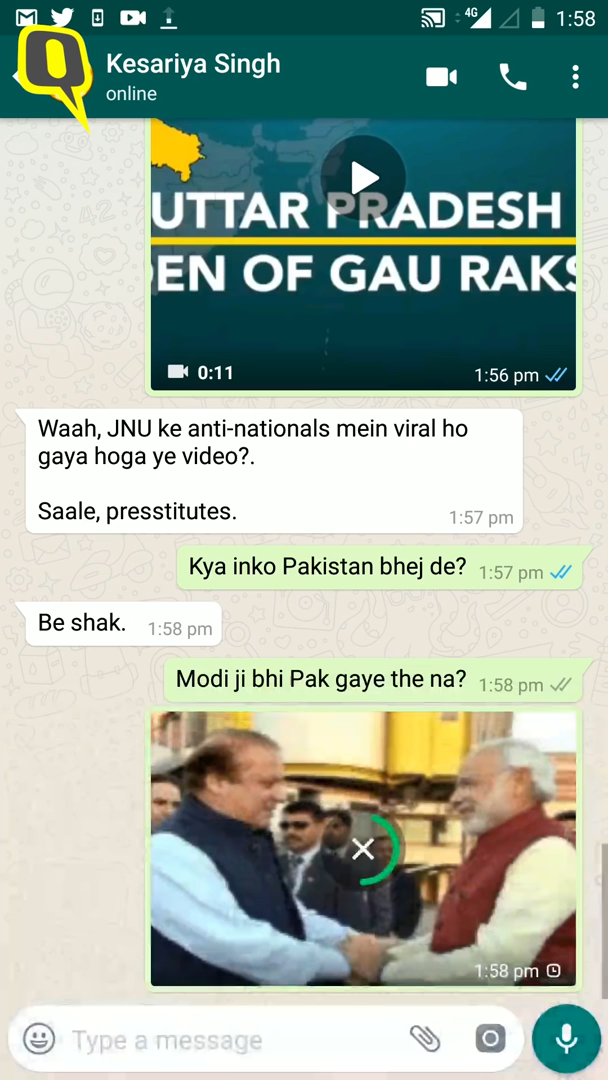 4G
1:58
Kesariya Singh
online
UTTAR PRADESH
EN OF GAU RAKS
0:11
1:56 pm
Waah, JNU ke anti-nationals mein viral ho
gaya hoga ye video?.
Saale, presstitutes.
1:57 pm
Kya inko Pakistan bhej de?
1:57 pm
Be shak.
1:58 pm
Modi ji bhi Pak gaye the na?
1:58 pm
1:58 pm
Type a message